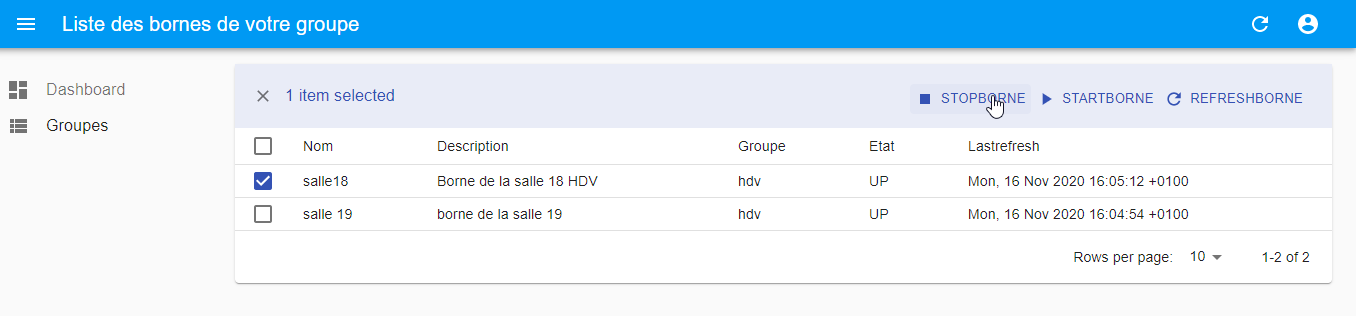 Liste des bornes de votre groupe
Dashboard
Groupes
1 item selected STOPBORNE STARTBORNE REFRESHBORNE
Nom Description Groupe Etat Lastrefresh
salle18 Borne de la salle 18 HDV hdv UP Mon, 16 Nov 2020 16:05:12 +0100
salle 19 borne de la salle 19 hdv UP Mon, 16 Nov 2020 16:04:54 +0100
Rows per page: 10 1-2 of 2